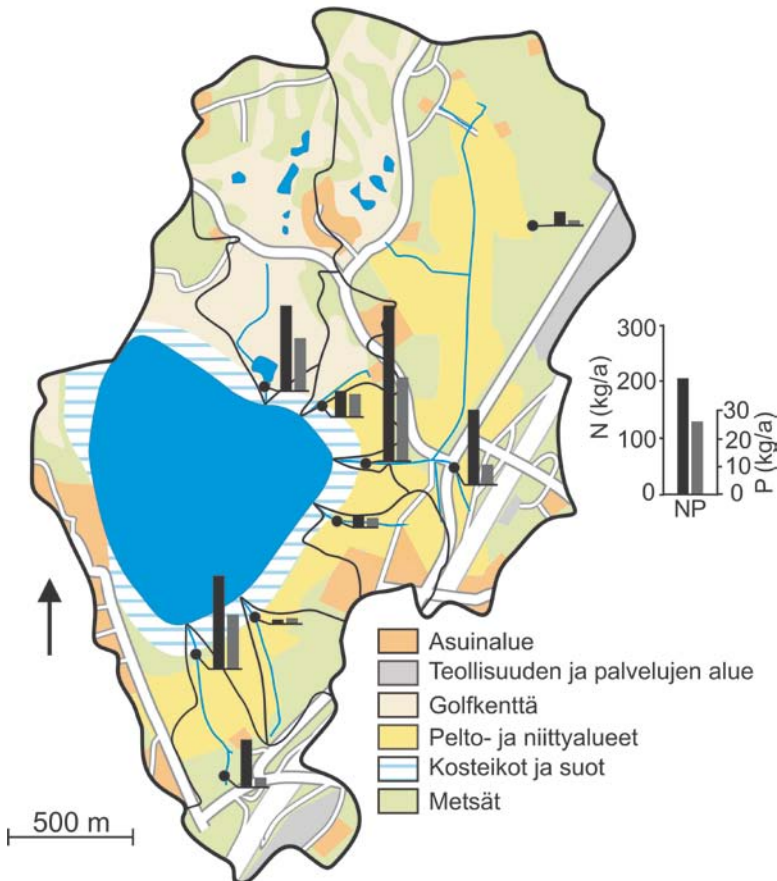 300
200
100
0
N (kg/a)
30
20
10
0
P (kg/a)
NP
Asuinalue
Teollisuuden ja palvelujen alue
Golfkenttä
Pelto- ja niittyalueet
Kosteikot ja suot
Metsät
500 m